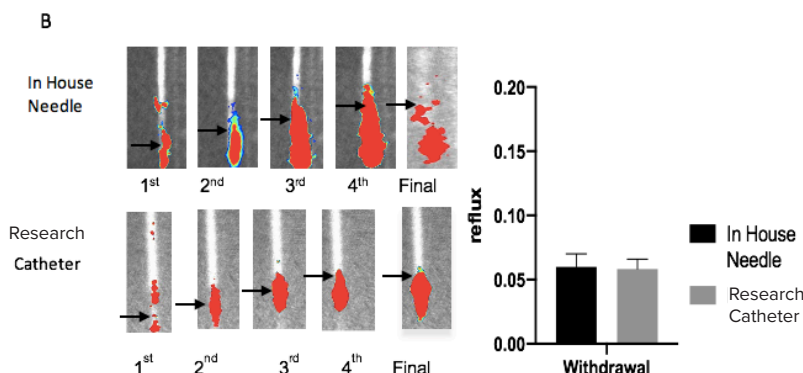 B
In House
Needle
1st 2nd 3rd 4th Final
Research
Catheter
1st 2nd 3rd 4th Final
reflux
0.20
0.15
0.10
0.05
0.00
Withdrawal
In House
Needle
Research
Catheter